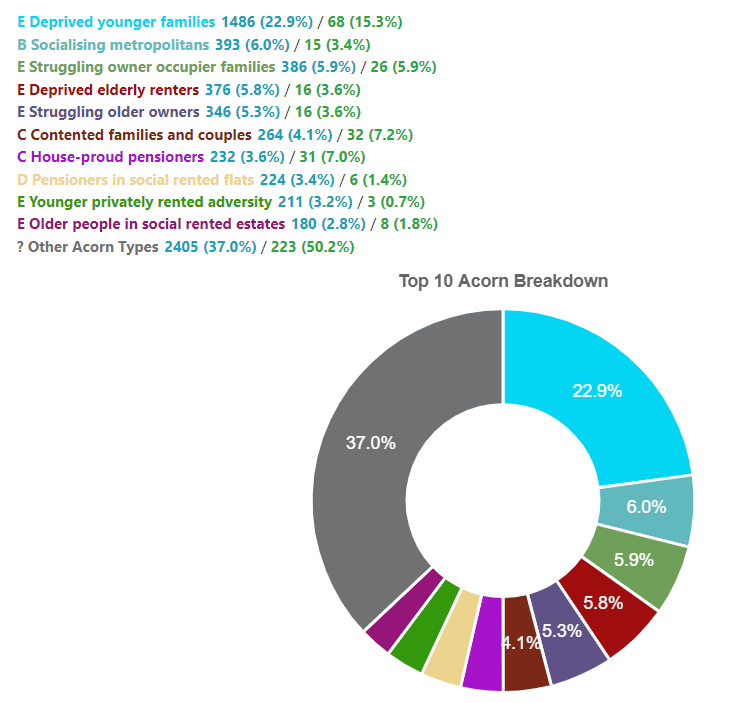 E Deprived younger families 1486 (22.9%) / 68 (15.3%)
B Socialising metropolitans 393 (6.0%) / 15 (3.4%)
E Struggling owner occupier families 386 (5.9%) / 26 (5.9%)
E Deprived elderly renters 376 (5.8%) / 16 (3.6%)
E Struggling older owners 346 (5.3%) / 16 (3.6%)
C Contented families and couples 264 (4.1%) / 32 (7.2%)
C House-proud pensioners 232 (3.6%) / 31 (7.0%)
D Pensioners in social rented flats 224 (3.4%) / 6 (1.4%)
E Younger privately rented adversity 211 (3.2%) / 3 (0.7%)
E Older people in social rented estates 180 (2.8%) / 8 (1.8%)
? Other Acorn Types 2405 (37.0%) / 223 (50.2%)
Top 10 Acorn Breakdown
22.9%
37.0%
6.0%
5.9%
5.8%
5.3%
4.1%